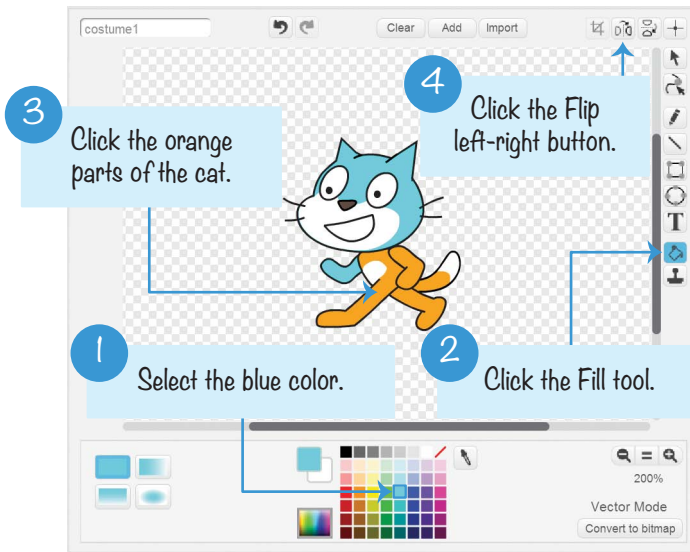 costume1
Clear
Add
Import
4
Click the Flip
left-right button.
3
Click the orange
parts of the cat.
T
1
Select the blue color.
2
Click the Fill tool.
200%
Vector Mode
Convert to bitmap